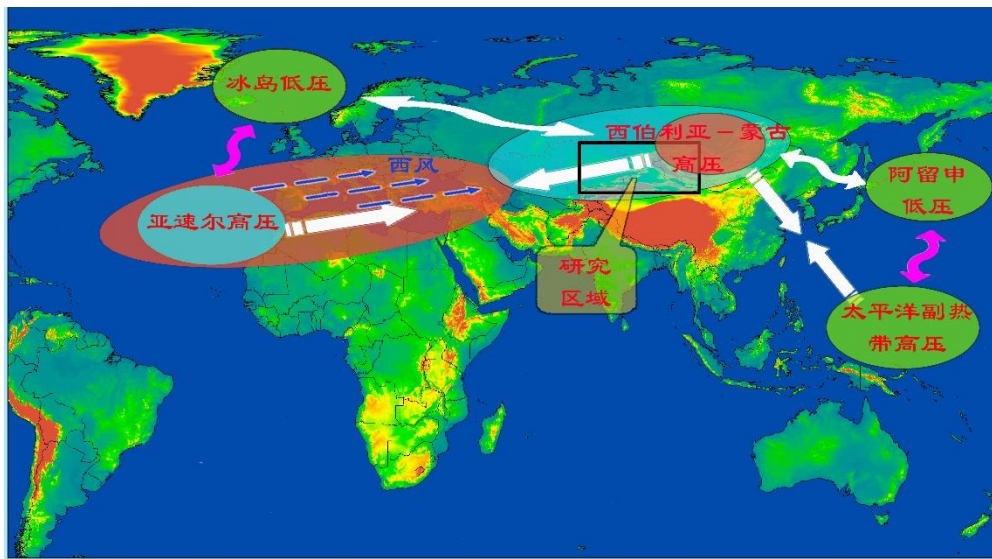 冰岛低压
西伯利亚－蒙古
高压
西风
阿留申
低压
亚速尔高压
研究
区域
太平洋副热
带高压